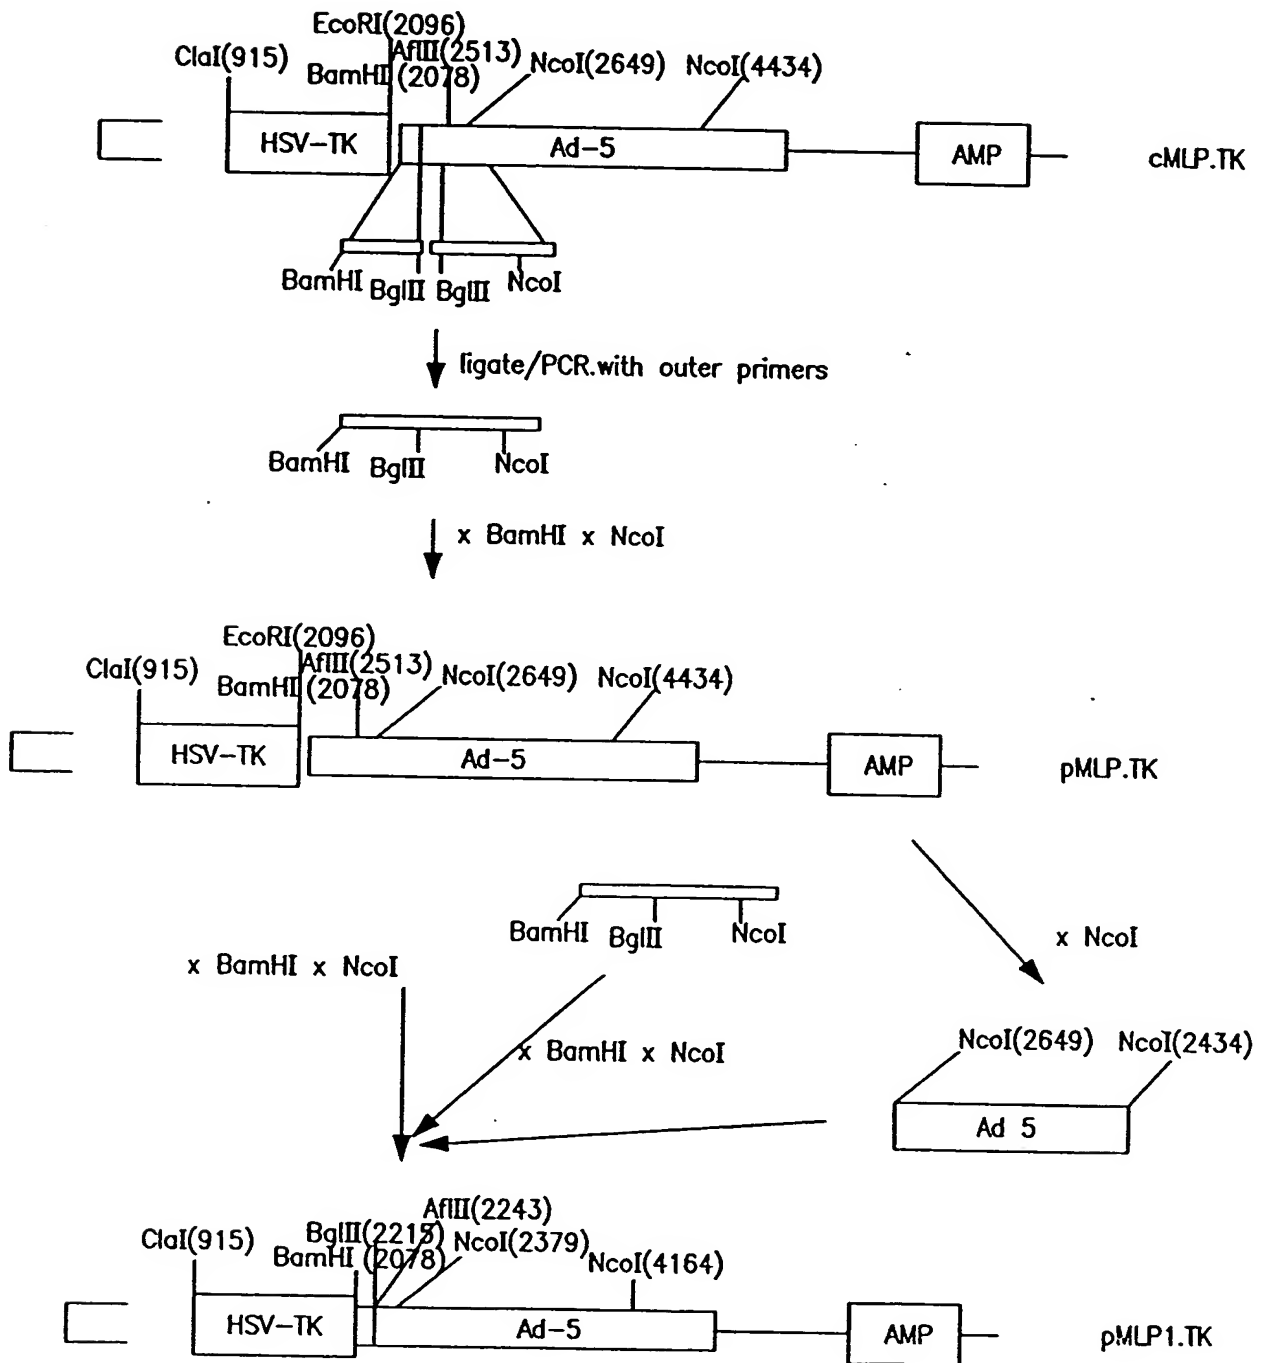 EcoRI(2096)
ClaI(915)
AflII(2513)
NcoI(2649)
NcoI(4434)
BamHI (2078)
HSV-TK
Ad-5
AMP
cMLP.TK
BamHI
BglII
BglII
NcoI
ligate/PCR.with outer primers
BamHI
BglII
NcoI
x BamHI x NcoI
EcoRI(2096)
ClaI(915)
AflII(2513)
NcoI(2649)
NcoI(4434)
BamHI (2078)
HSV-TK
Ad-5
AMP
pMLP.TK
BamHI
BglII
NcoI
x NcoI
x BamHI x NcoI
x BamHI x NcoI
NcoI(2649)
NcoI(2434)
Ad 5
AflII(2243)
ClaI(915)
BglII(2215)
NcoI(2379)
BamHI (2078)
NcoI(4164)
HSV-TK
Ad-5
AMP
pMLP1.TK